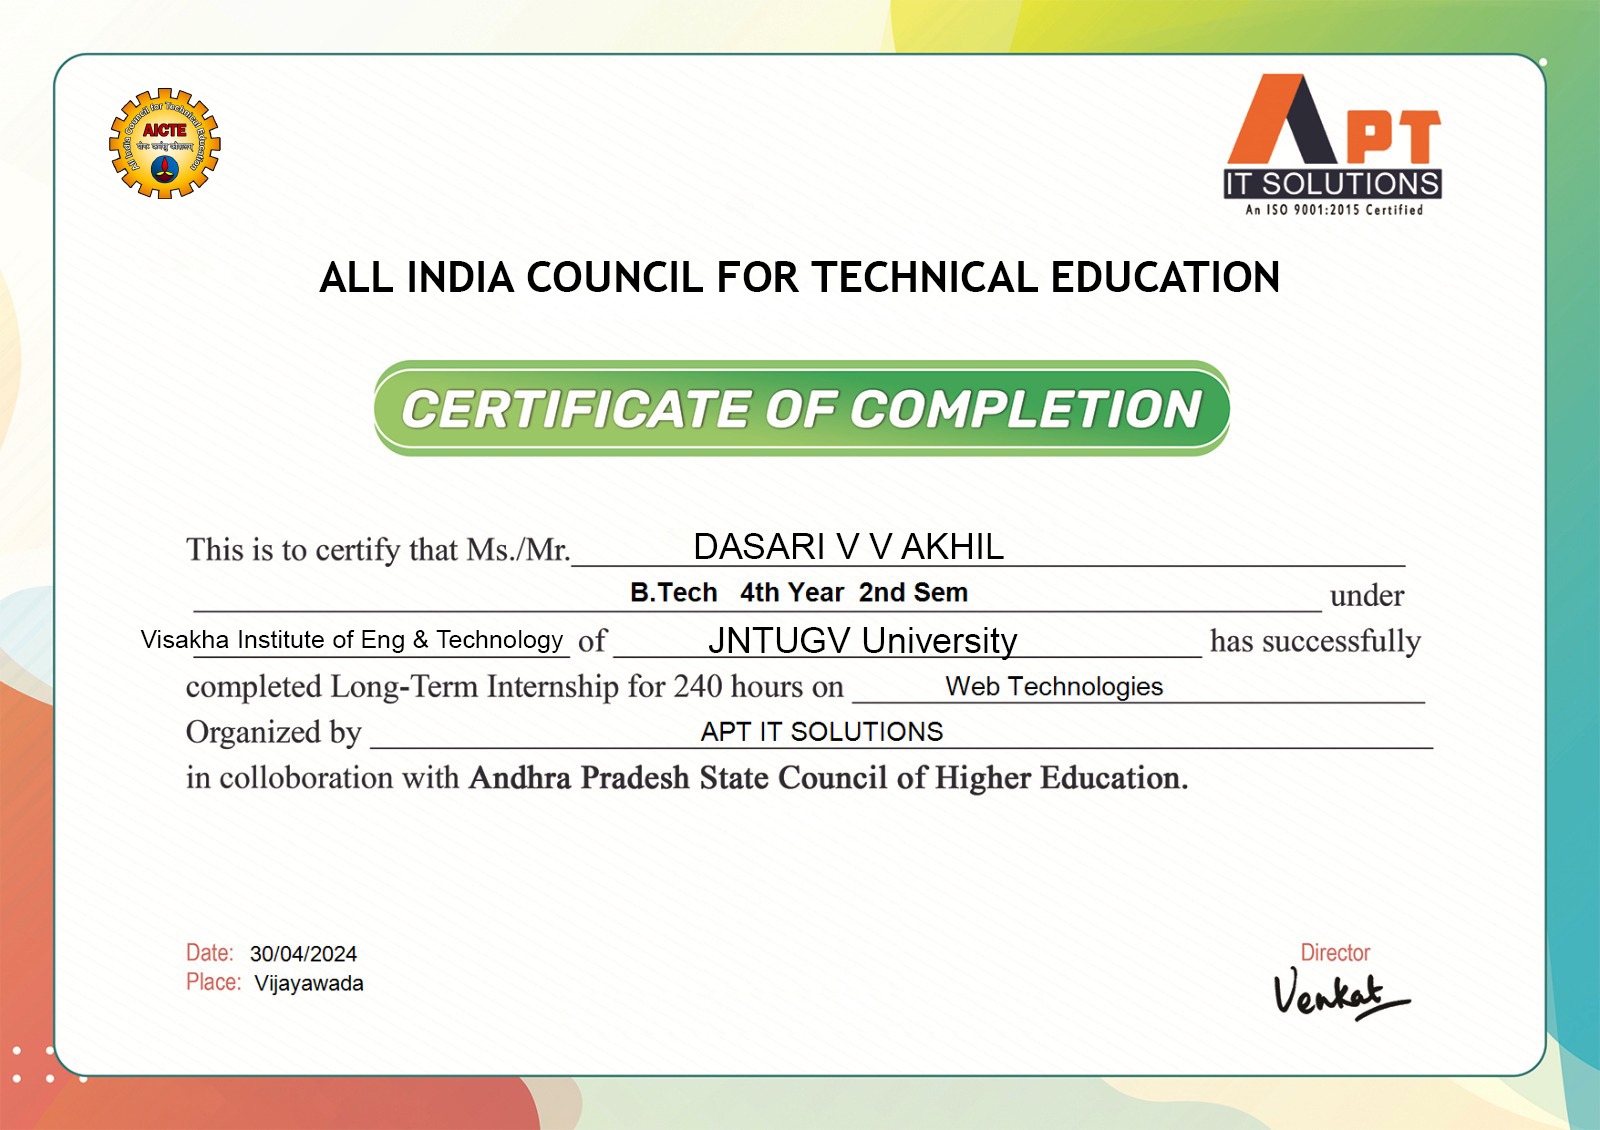 All India Council for Technical Education
AICTE
योगः कर्मसु कौशलम्
APT
IT SOLUTIONS
An ISO 9001:2015 Certified
ALL INDIA COUNCIL FOR TECHNICAL EDUCATION
CERTIFICATE OF COMPLETION
This is to certify that Ms./Mr. DASARI V V AKHIL
B.Tech 4th Year 2nd Sem under
Visakha Institute of Eng & Technology of JNTUGV University has successfully
completed Long-Term Internship for 240 hours on Web Technologies
Organized by APT IT SOLUTIONS
in colloboration with Andhra Pradesh State Council of Higher Education.
Date: 30/04/2024
Place: Vijayawada
Director
Venkat